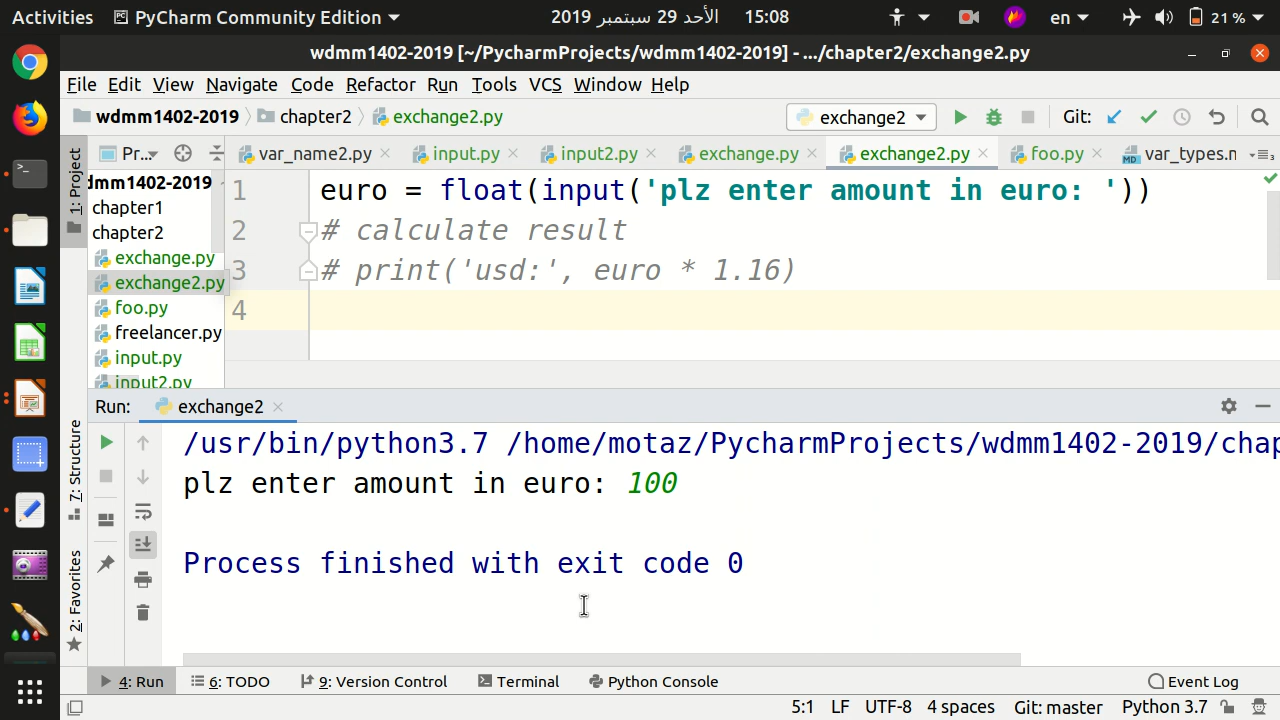 Activities PyCharm Community Edition الأحد 29 سبتمبر 2019 15:08 en 21 %
wdmm1402-2019 [~/PycharmProjects/wdmm1402-2019] - .../chapter2/exchange2.py
File Edit View Navigate Code Refactor Run Tools VCS Window Help
wdmm1402-2019 chapter2 exchange2.py exchange2 Git:
Pr... var_name2.py input.py input2.py exchange.py exchange2.py foo.py var_types.n
1: Project
dmm1402-2019
chapter1
chapter2
exchange.py
exchange2.py
foo.py
freelancer.py
input.py
input2.py
1 euro = float(input('plz enter amount in euro: '))
2 # calculate result
3 # print('usd:', euro * 1.16)
4
Run: exchange2
7: Structure
2: Favorites
/usr/bin/python3.7 /home/motaz/PycharmProjects/wdmm1402-2019/chap
plz enter amount in euro: 100
Process finished with exit code 0
4: Run 6: TODO 9: Version Control Terminal Python Console Event Log
5:1 LF UTF-8 4 spaces Git: master Python 3.7